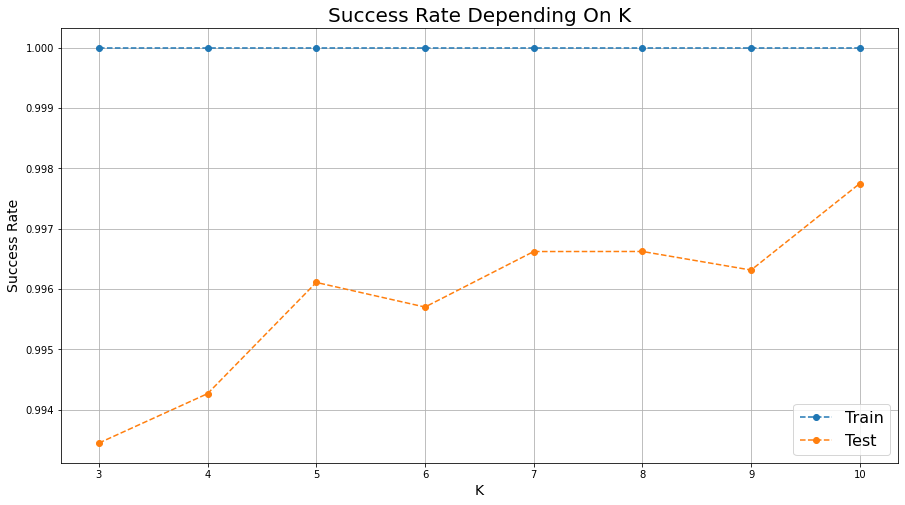 Success Rate Depending On K
1.000
0.999
0.998
0.997
0.996
0.995
0.994
Success Rate
3 4 5 6 7 8 9 10
K
Train
Test